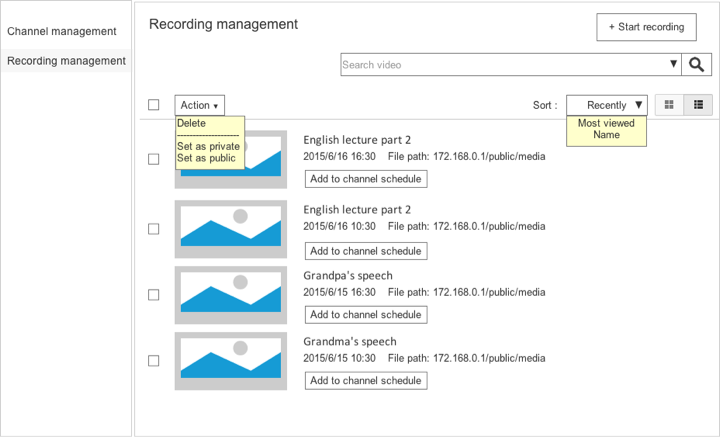 Channel management
Recording management
Recording management
+ Start recording
Search video
Action
Sort :
Recently
Delete
Set as private
Set as public
Most viewed
Name
English lecture part 2
2015/6/16 16:30 File path: 172.168.0.1/public/media
Add to channel schedule
English lecture part 2
2015/6/16 10:30 File path: 172.168.0.1/public/media
Add to channel schedule
Grandpa's speech
2015/6/15 16:30 File path: 172.168.0.1/public/media
Add to channel schedule
Grandma's speech
2015/6/15 10:30 File path: 172.168.0.1/public/media
Add to channel schedule